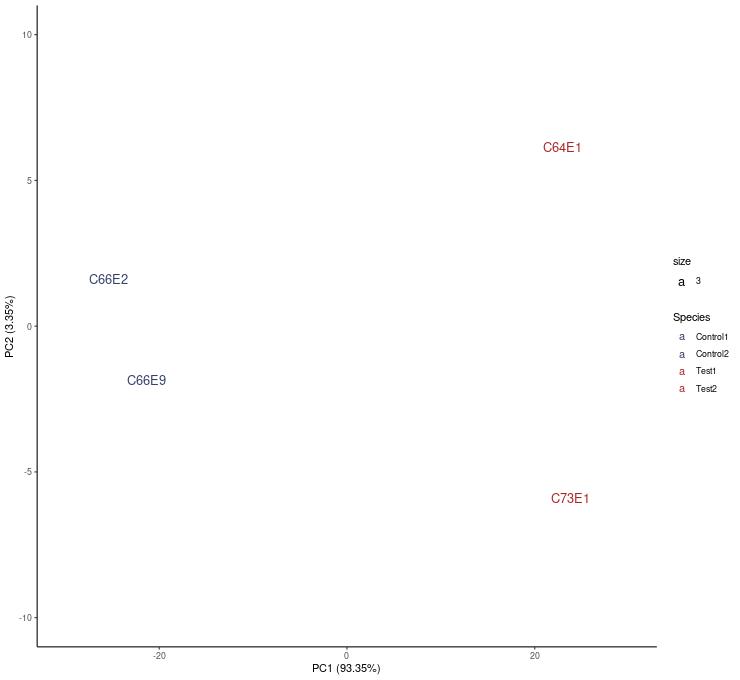 10
5
0
-5
-10
PC2 (3.35%)
C64E1
C66E2
C66E9
C73E1
-20
0
20
PC1 (93.35%)
size
a 3
Species
a Control1
a Control2
a Test1
a Test2